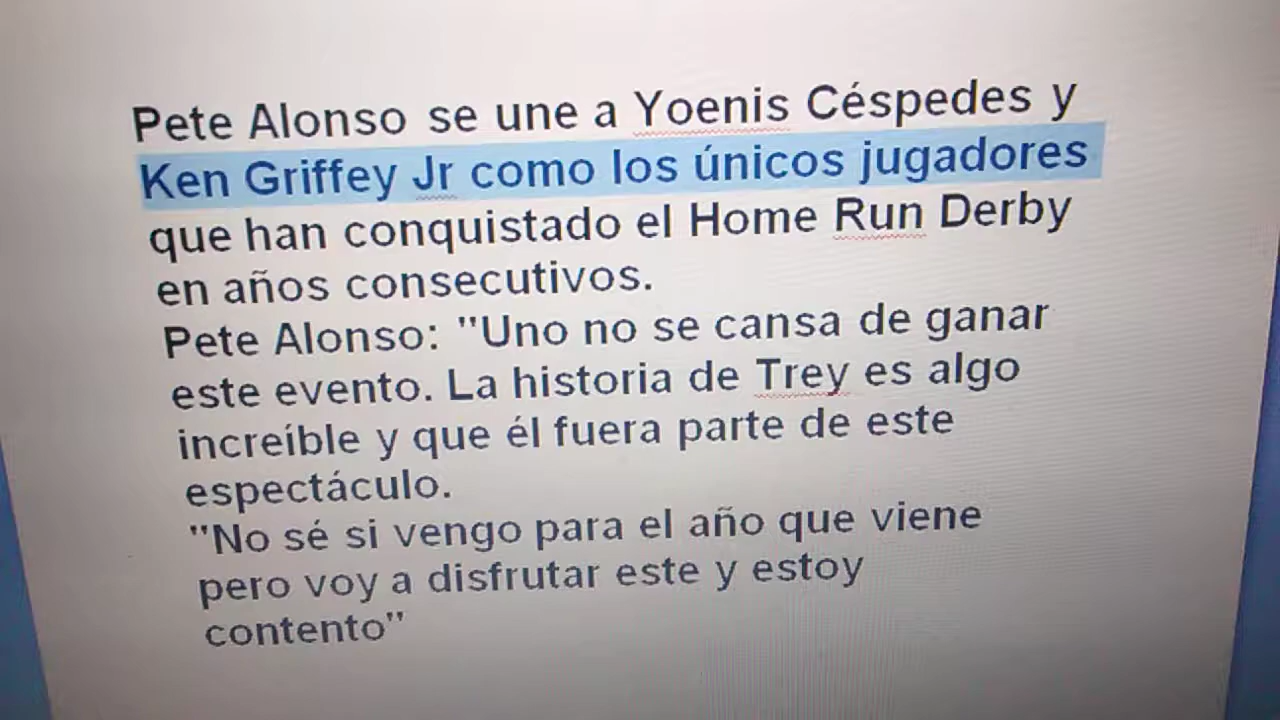 Pete Alonso se une a Yoenis Céspedes y
Ken Griffey Jr como los únicos jugadores
que han conquistado el Home Run Derby
en años consecutivos.
Pete Alonso: "Uno no se cansa de ganar
este evento. La historia de Trey es algo
increíble y que él fuera parte de este
espectáculo.
"No sé si vengo para el año que viene
pero voy a disfrutar este y estoy
contento"